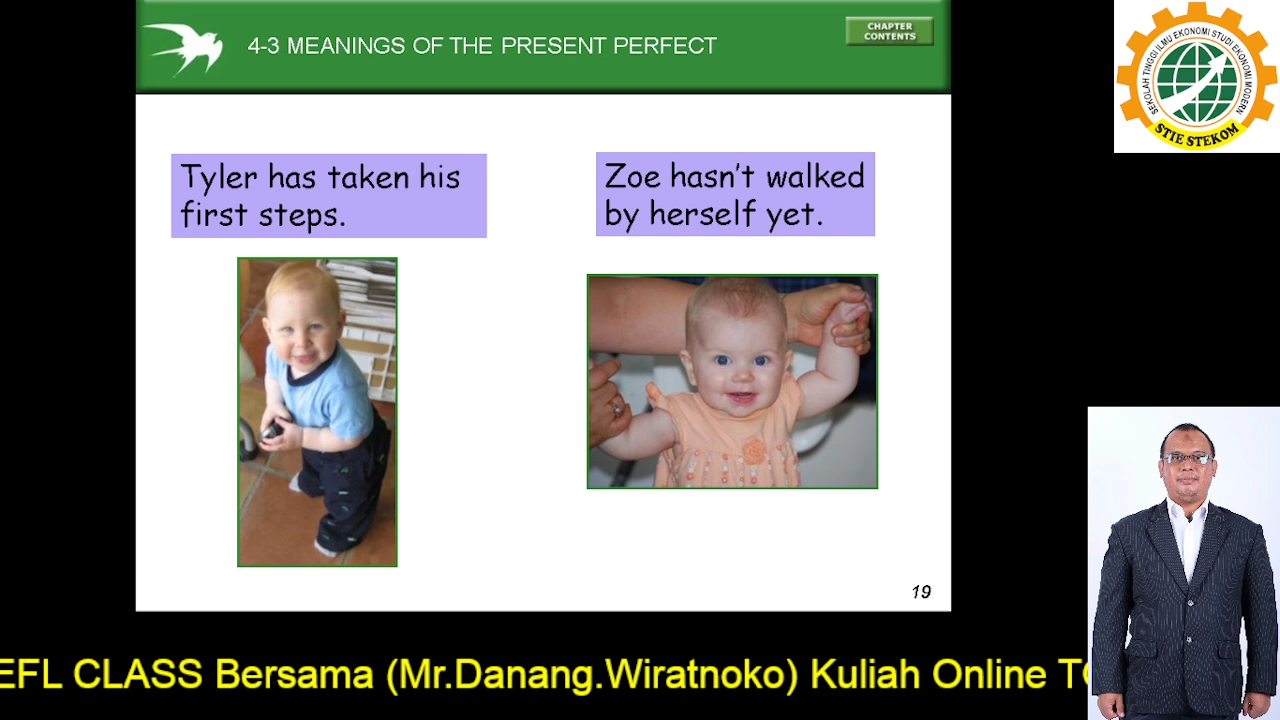 4-3 MEANINGS OF THE PRESENT PERFECT
CHAPTER
CONTENTS
SEKOLAH TINGGI ILMU EKONOMI STUDI EKONOMI MODERN
STIE STEKOM
Tyler has taken his
first steps.
Zoe hasn't walked
by herself yet.
19
EFL CLASS Bersama (Mr.Danang.Wiratnoko) Kuliah Online